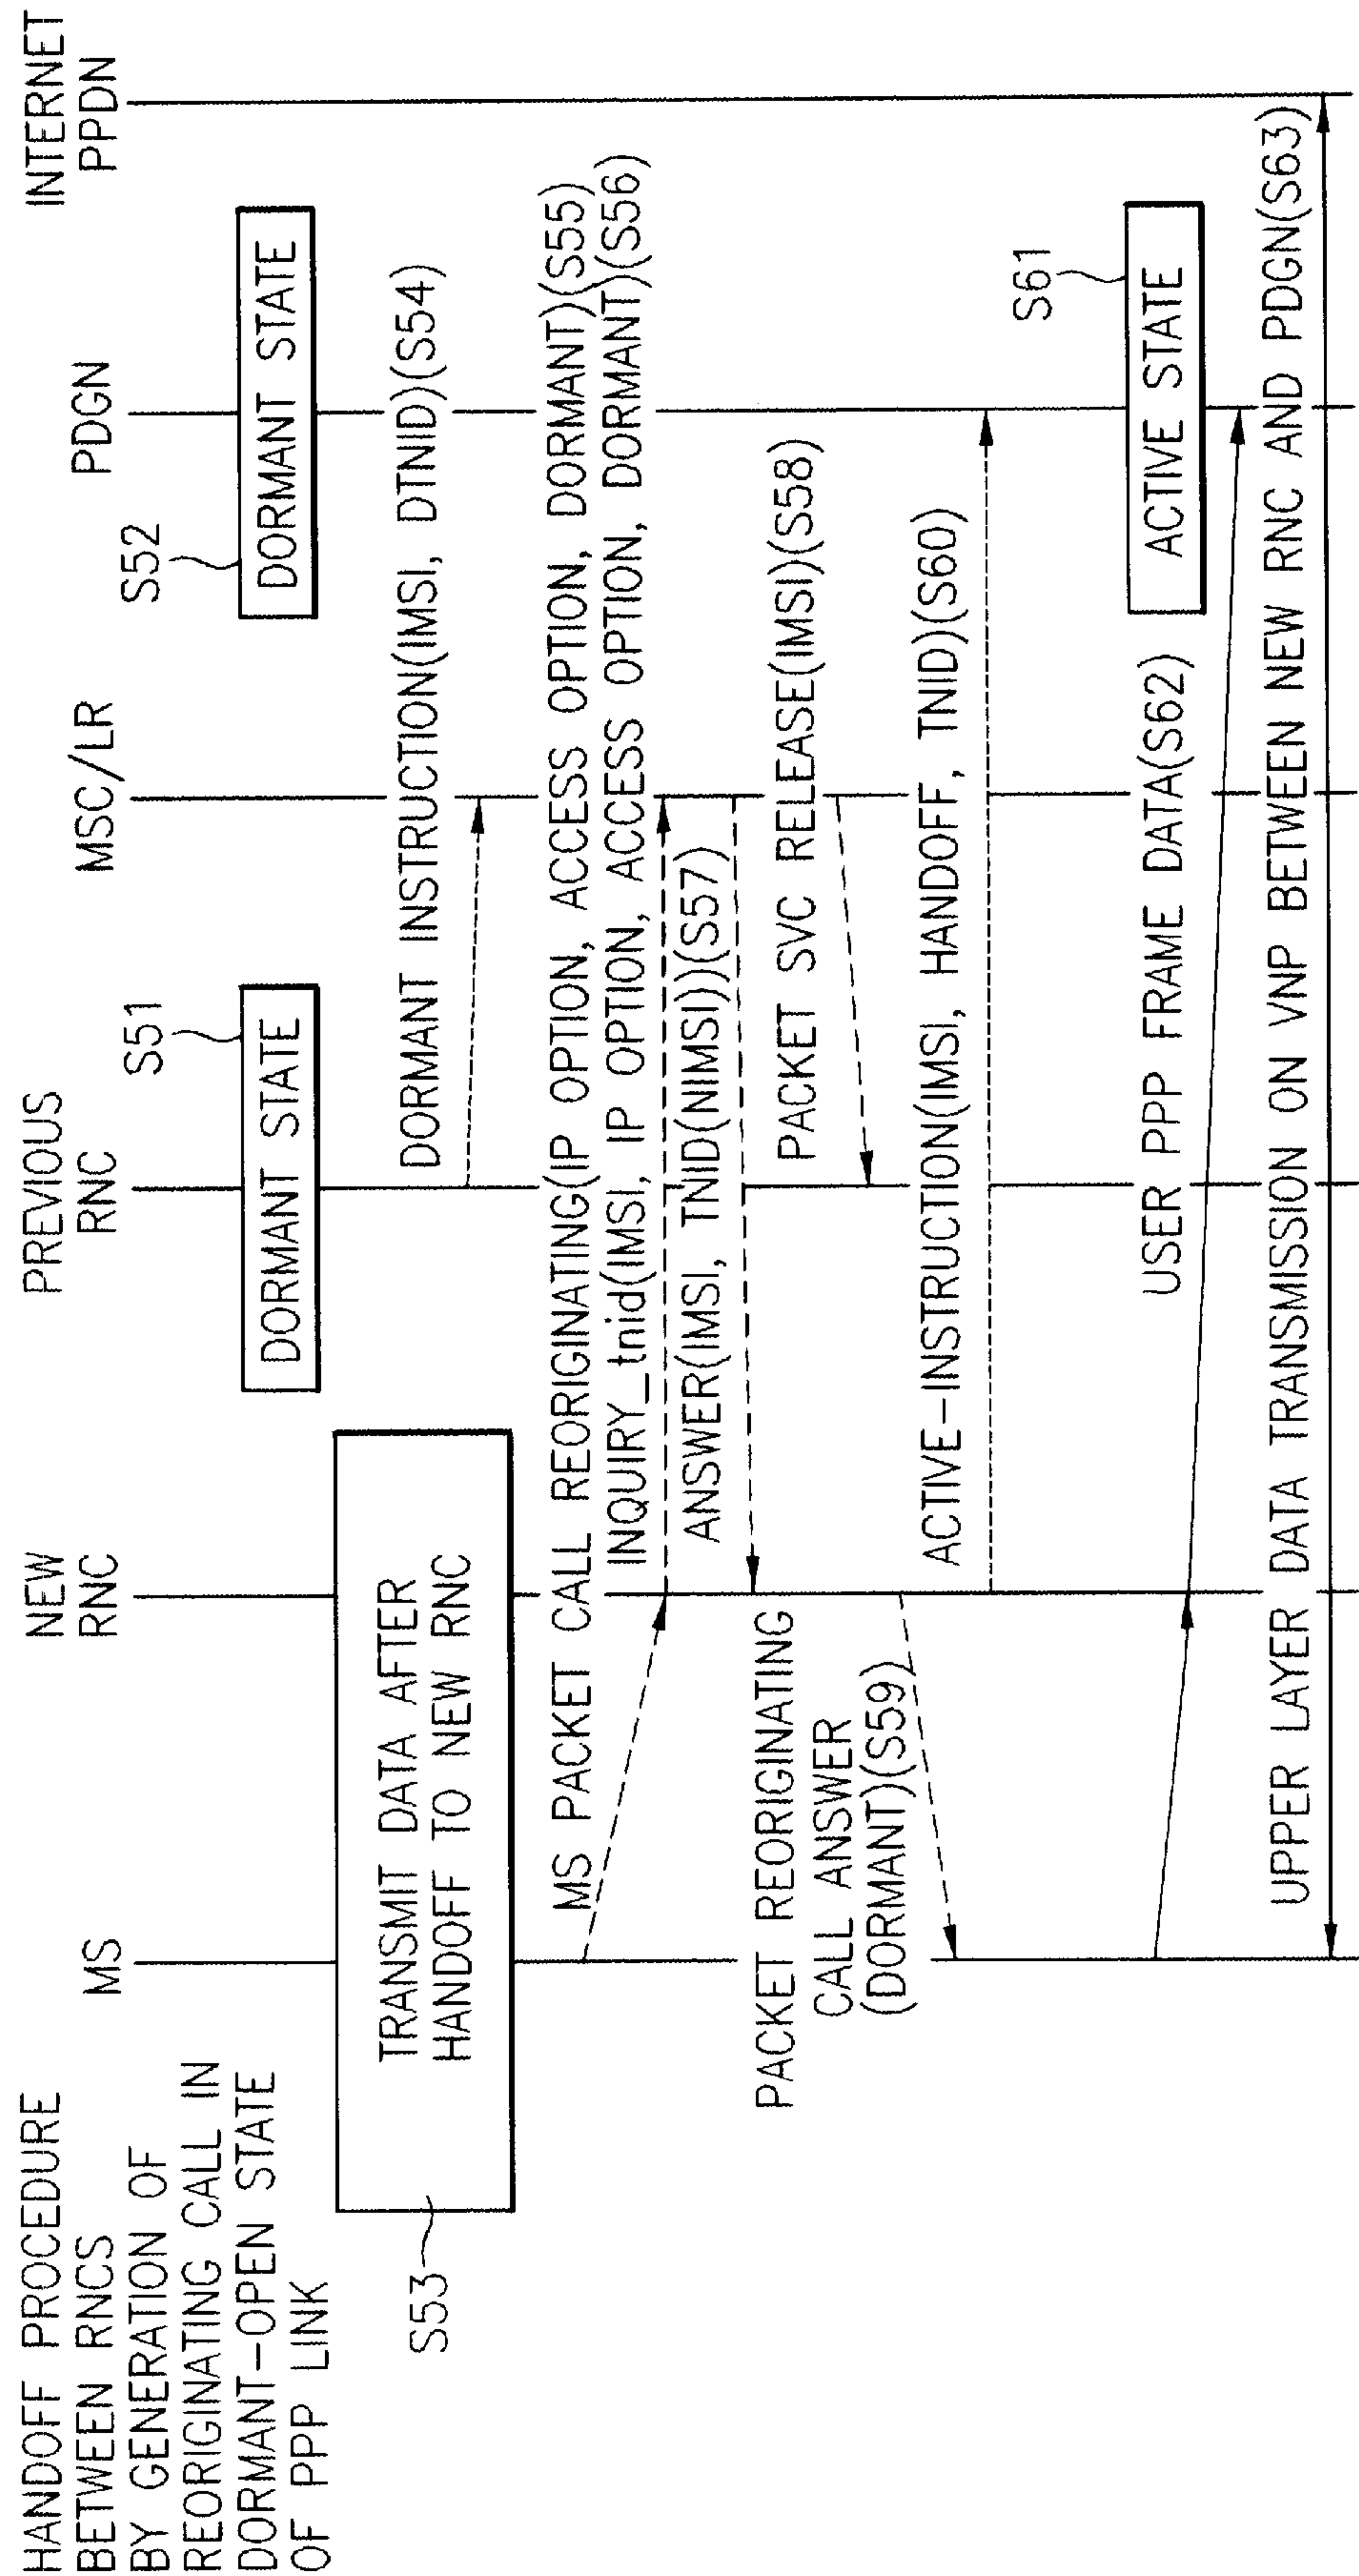 HANDOFF PROCEDURE
BETWEEN RNCS
BY GENERATION OF
REORIGINATING CALL IN
DORMANT-OPEN STATE
OF PPP LINK
MS
NEW
RNC
PREVIOUS
RNC
MSC/LR
PDGN
INTERNET
PPDN
S51
DORMANT STATE
S52
DORMANT STATE
S53
TRANSMIT DATA AFTER
HANDOFF TO NEW RNC
DORMANT INSTRUCTION(IMSI, DTNID)(S54)
MS PACKET CALL REORIGINATING(IP OPTION, ACCESS OPTION, DORMANT)(S55)
INQUIRY_tnid(IMSI, IP OPTION, ACCESS OPTION, DORMANT)(S56)
ANSWER(IMSI, TNID(NIMSI))(S57)
PACKET SVC RELEASE(IMSI)(S58)
PACKET REORIGINATING
CALL ANSWER
(DORMANT)(S59)
ACTIVE-INSTRUCTION(IMSI, HANDOFF, TNID)(S60)
S61
ACTIVE STATE
USER PPP FRAME DATA(S62)
UPPER LAYER DATA TRANSMISSION ON VNP BETWEEN NEW RNC AND PDGN(S63)